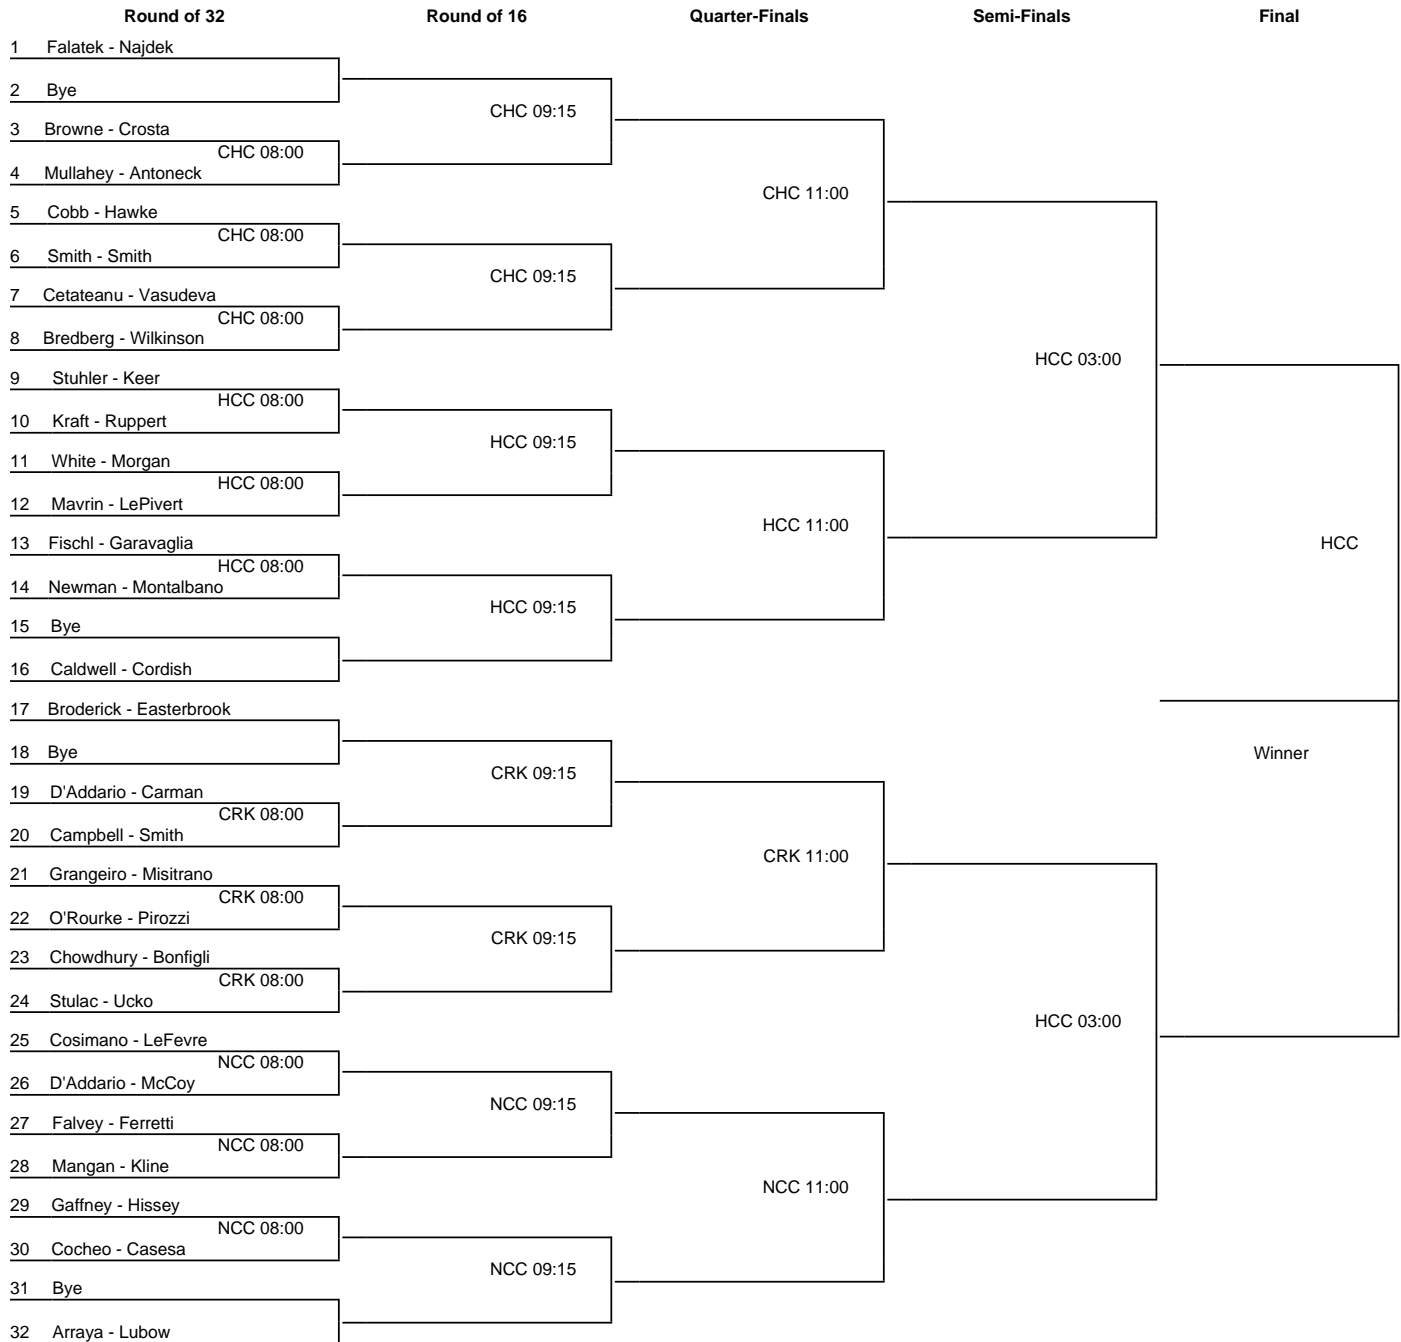 Round of 32 Round of 16 Quarter-Finals Semi-Finals Final
1 Falatek - Najdek
2 Bye
CHC 09:15
3 Browne - Crosta
CHC 08:00
4 Mullahey - Antoneck
CHC 11:00
5 Cobb - Hawke
CHC 08:00
6 Smith - Smith
CHC 09:15
7 Cetateanu - Vasudeva
CHC 08:00
8 Bredberg - Wilkinson
HCC 03:00
9 Stuhler - Keer
HCC 08:00
10 Kraft - Ruppert
HCC 09:15
11 White - Morgan
HCC 08:00
12 Mavrin - LePivert
HCC 11:00
13 Fischl - Garavaglia
HCC
HCC 08:00
14 Newman - Montalbano
HCC 09:15
15 Bye
16 Caldwell - Cordish
17 Broderick - Easterbrook
18 Bye
Winner
CRK 09:15
19 D'Addario - Carman
CRK 08:00
20 Campbell - Smith
CRK 11:00
21 Grangeiro - Misitrano
CRK 08:00
22 O'Rourke - Pirozzi
CRK 09:15
23 Chowdhury - Bonfigli
CRK 08:00
24 Stulac - Ucko
HCC 03:00
25 Cosimano - LeFevre
NCC 08:00
26 D'Addario - McCoy
NCC 09:15
27 Falvey - Ferretti
NCC 08:00
28 Mangan - Kline
NCC 11:00
29 Gaffney - Hissey
NCC 08:00
30 Cocheo - Casesa
NCC 09:15
31 Bye
32 Arraya - Lubow